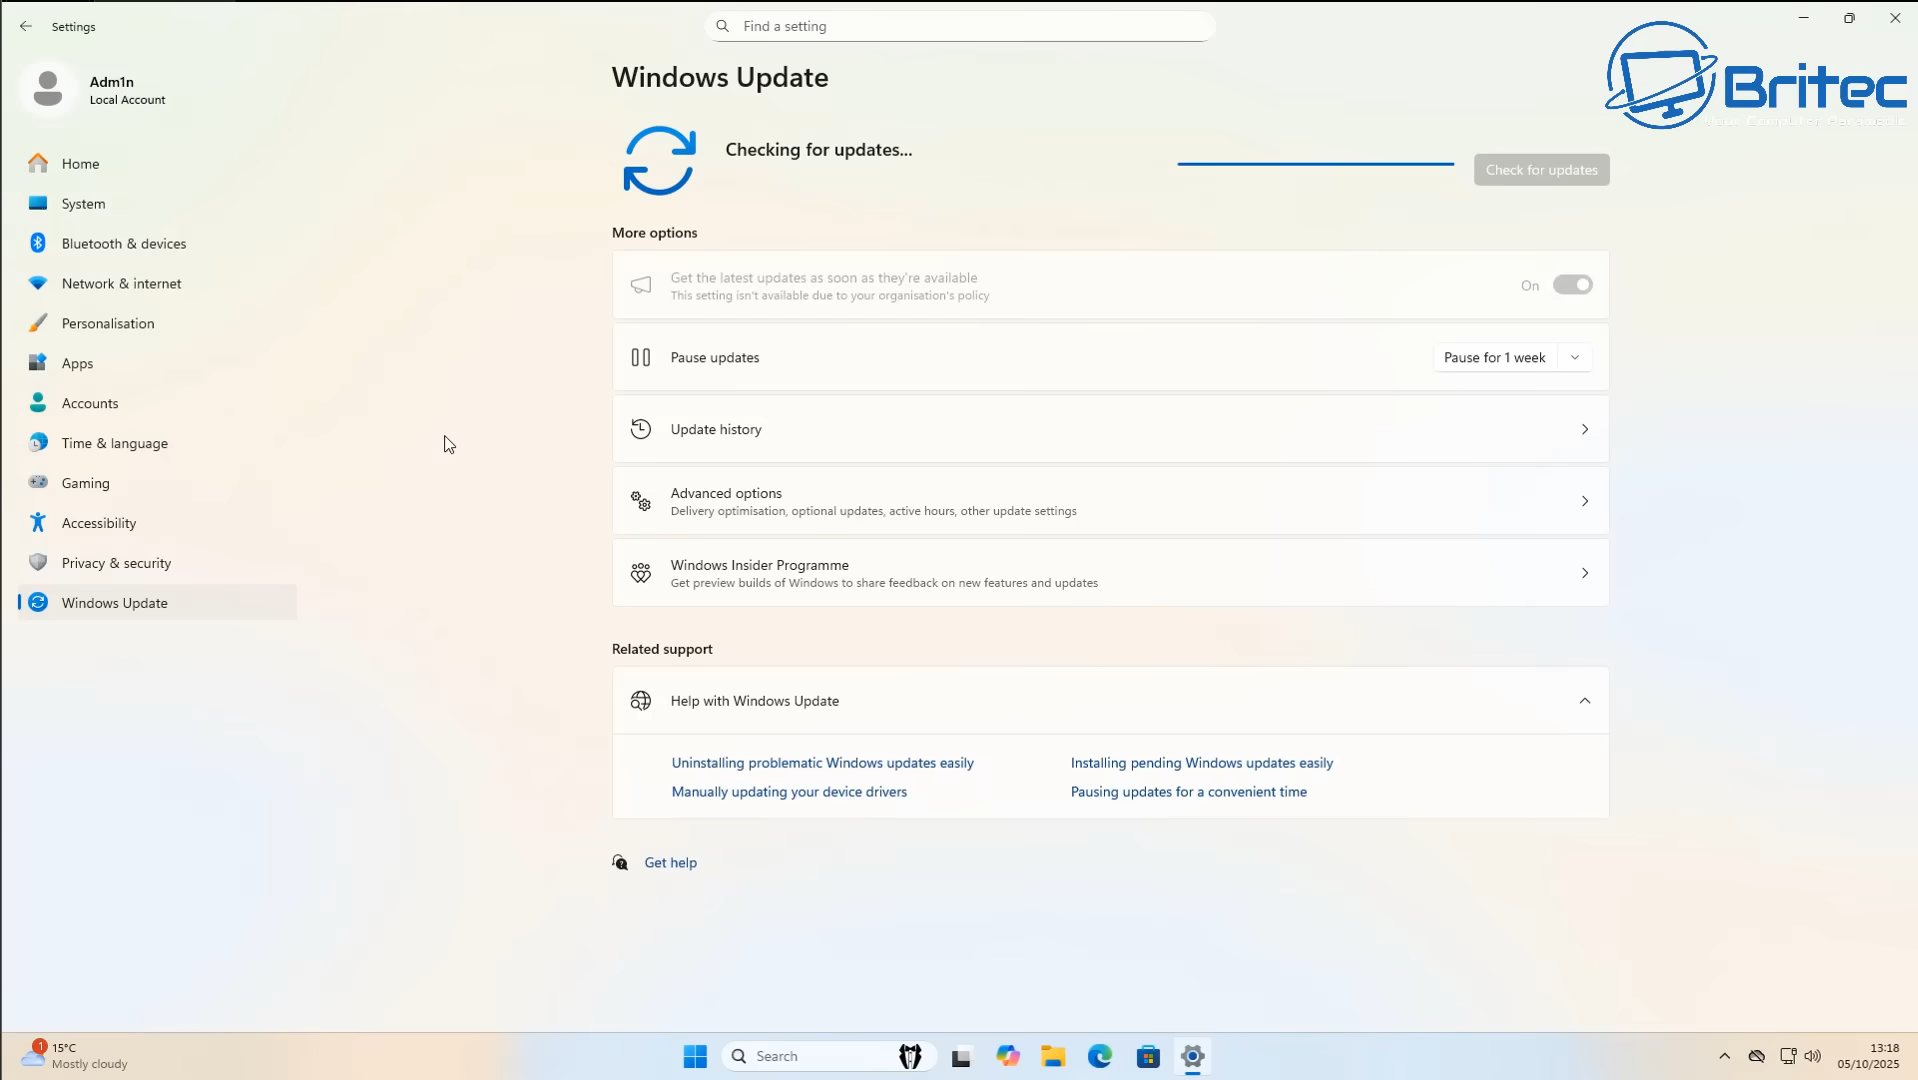 Settings
Find a setting
Adm1n
Local Account
Home
System
Bluetooth & devices
Network & internet
Personalisation
Apps
Accounts
Time & language
Gaming
Accessibility
Privacy & security
Windows Update
Windows Update
Britec
Checking for updates...
Check for updates
More options
Get the latest updates as soon as they're available
This setting isn't available due to your organisation's policy
On
Pause updates
Pause for 1 week
Update history
Advanced options
Delivery optimisation, optional updates, active hours, other update settings
Windows Insider Programme
Get preview builds of Windows to share feedback on new features and updates
Related support
Help with Windows Update
Uninstalling problematic Windows updates easily
Installing pending Windows updates easily
Manually updating your device drivers
Pausing updates for a convenient time
Get help
1
15°C
Mostly cloudy
Search
13:18
05/10/2025